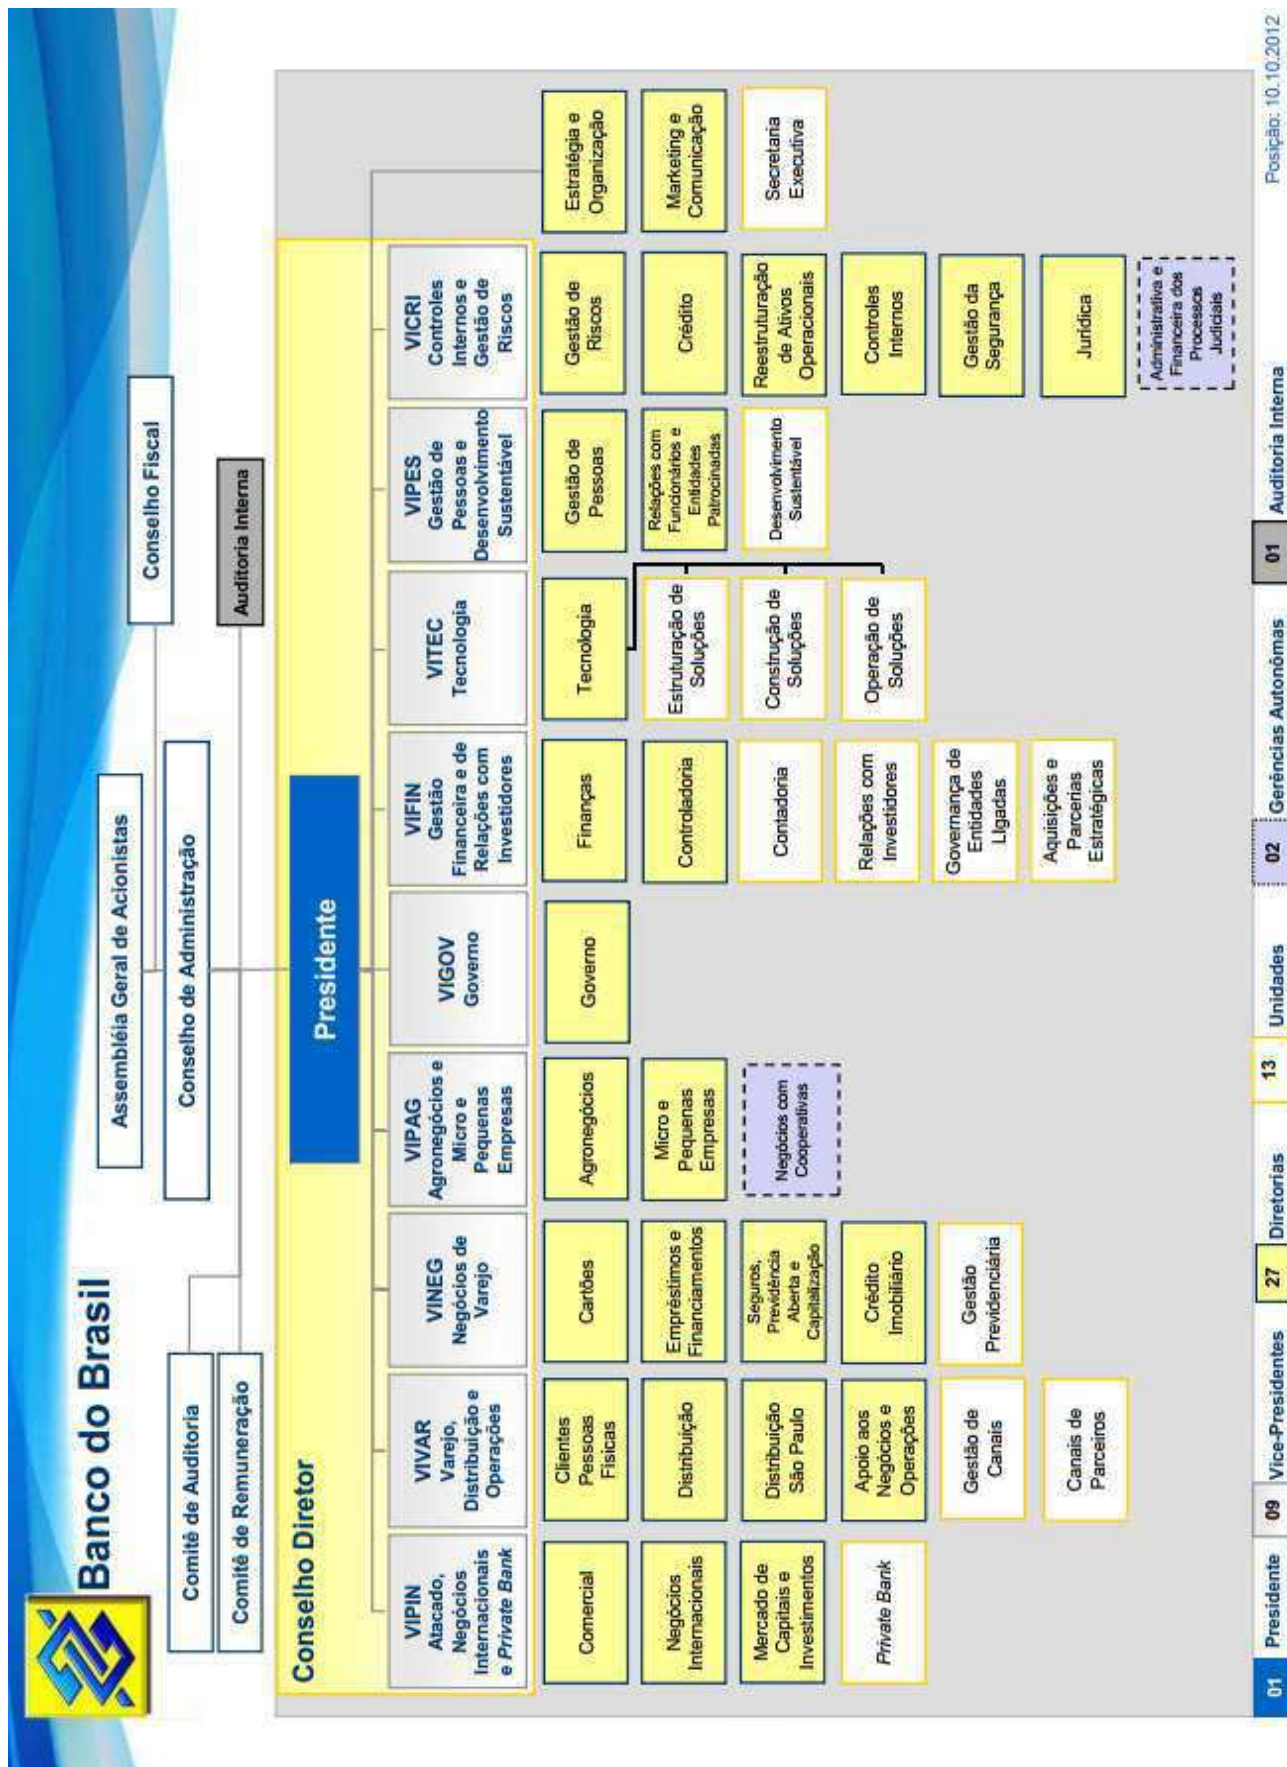 Banco do Brasil
Assembléia Geral de Acionistas
Conselho Fiscal
Conselho de Administração
Comitê de Auditoria
Comitê de Remuneração
Auditoria Interna
Conselho Diretor
Presidente
VIPIN
Atacado,
Negócios
Internacionais
e Private Bank
VIVAR
Varejo,
Distribuição e
Operações
VINEG
Negócios de
Varejo
VIPAG
Agronegócios e
Micro e
Pequenas
Empresas
VIGOV
Governo
VIFIN
Gestão
Financeira e de
Relações com
Investidores
VITEC
Tecnologia
VIPES
Gestão de
Pessoas e
Desenvolvimento
Sustentável
VICRI
Controles
Internos e
Gestão de
Riscos
Comercial
Negócios
Internacionais
Mercado de
Capitais e
Investimentos
Private Bank
Clientes
Pessoas
Físicas
Distribuição
Distribuição
São Paulo
Apoio aos
Negócios e
Operações
Gestão de
Canais
Canais de
Parceiros
Cartões
Empréstimos e
Financiamentos
Seguros,
Previdência
Aberta e
Capitalização
Crédito
Imobiliário
Gestão
Previdenciária
Agronegócios
Micro e
Pequenas
Empresas
Negócios com
Cooperativas
Governo
Finanças
Controladoria
Contadoria
Relações com
Investidores
Governança de
Entidades
LIgadas
Aquisições e
Parcerias
Estratégicas
Tecnologia
Estruturação de
Soluções
Construção de
Soluções
Operação de
Soluções
Gestão de
Pessoas
Relações com
Funcionários e
Entidades
Patrocinadas
Desenvolvimento
Sustentável
Gestão de
Riscos
Crédito
Reestruturação
de Ativos
Operacionais
Controles
Internos
Gestão da
Segurança
Jurídica
Administrativa e
Financeira dos
Processos
Judiciais
Estratégia e
Organização
Marketing e
Comunicação
Secretaria
Executiva
01 Presidente 09 Vice-Presidentes 27 Diretorias 13 Unidades 02 Gerências Autonômas 01 Auditoria Interna
Posição: 10.10.2012